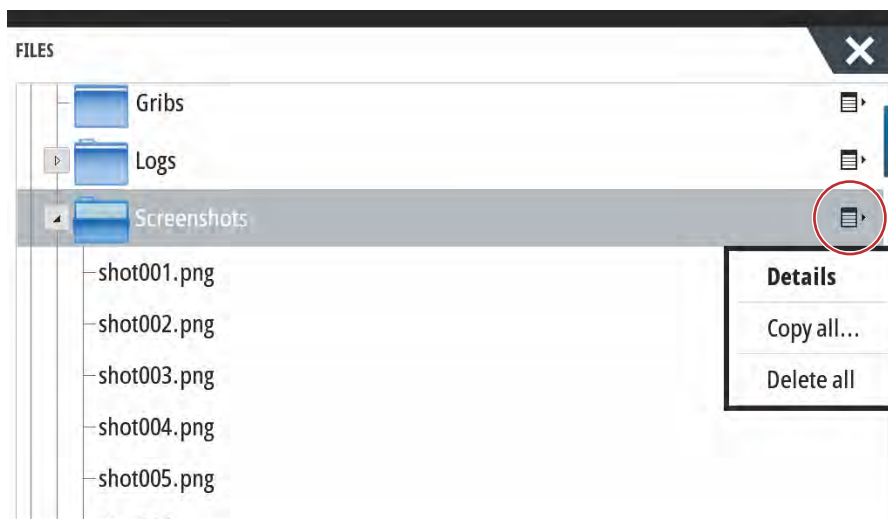 FILES
Gribs
Logs
Screenshots
shot001.png
Details
shot002.png
Copy all...
shot003.png
Delete all
shot004.png
shot005.png